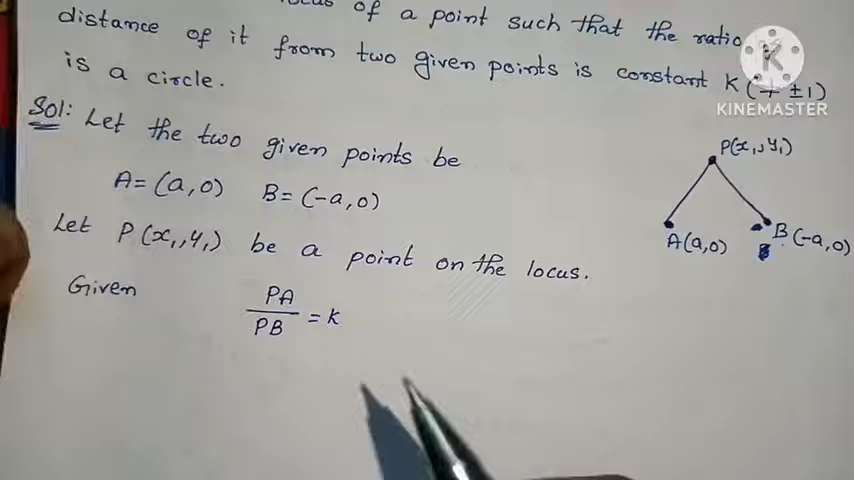 locus of a point such that the ratio
distance of it from two given points is constant K (≠ ±1)
is a circle.
Sol: Let the two given points be
A = (a, 0) B = (-a, 0)
Let P(x₁, y₁) be a point on the locus.
Given PA/PB = K
P(x₁, y₁)
A(a, 0)
B(-a, 0)
K
KINEMASTER